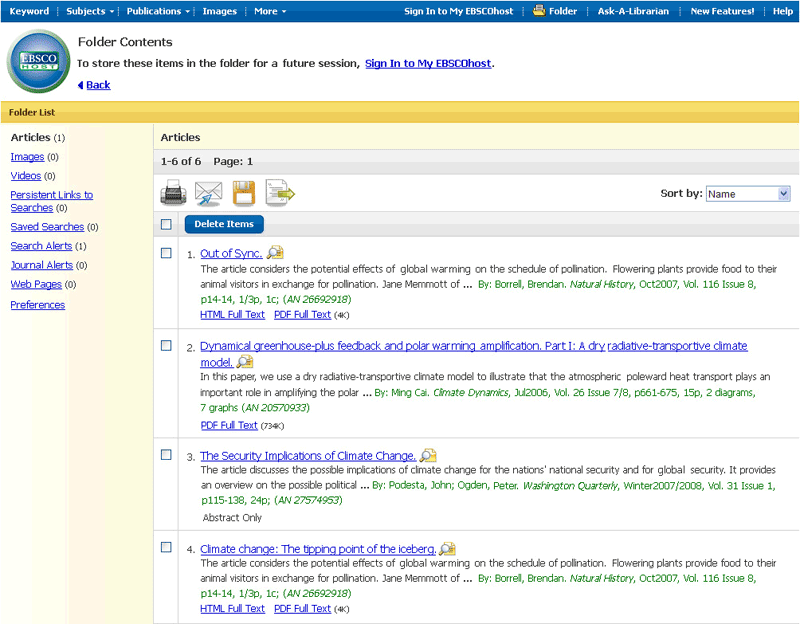 Keyword Subjects Publications Images More Sign In to My EBSCOhost Folder Ask-A-Librarian New Features! Help
EBSCO
HOST
Folder Contents
To store these items in the folder for a future session, Sign In to My EBSCOhost.
Back
Folder List
Articles (1)
Images (0)
Videos (0)
Persistent Links to
Searches (0)
Saved Searches (0)
Search Alerts (1)
Journal Alerts (0)
Web Pages (0)
Preferences
Articles
1-6 of 6 Page: 1
Sort by: Name
Delete Items
1. Out of Sync.
The article considers the potential effects of global warming on the schedule of pollination. Flowering plants provide food to their
animal visitors in exchange for pollination. Jane Memmott of ... By: Borrell, Brendan. Natural History, Oct2007, Vol. 116 Issue 8,
p14-14, 1/3p, 1c; (AN 26692918)
HTML Full Text PDF Full Text (4K)
2. Dynamical greenhouse-plus feedback and polar warming amplification. Part I: A dry radiative-transportive climate
model.
In this paper, we use a dry radiative-transportive climate model to illustrate that the atmospheric poleward heat transport plays an
important role in amplifying the polar ... By: Ming Cai. Climate Dynamics, Jul2006, Vol. 26 Issue 7/8, p661-675, 15p, 2 diagrams,
7 graphs (AN 20570933)
PDF Full Text (734K)
3. The Security Implications of Climate Change.
The article discusses the possible implications of climate change for the nations' national security and for global security. It provides
an overview on the possible political ... By: Podesta, John; Ogden, Peter. Washington Quarterly, Winter2007/2008, Vol. 31 Issue 1,
p115-138, 24p; (AN 27574953)
Abstract Only
4. Climate change: The tipping point of the iceberg.
The article considers the potential effects of global warming on the schedule of pollination. Flowering plants provide food to their
animal visitors in exchange for pollination. Jane Memmott of ... By: Borrell, Brendan. Natural History, Oct2007, Vol. 116 Issue 8,
p14-14, 1/3p, 1c; (AN 26692918)
HTML Full Text PDF Full Text (4K)